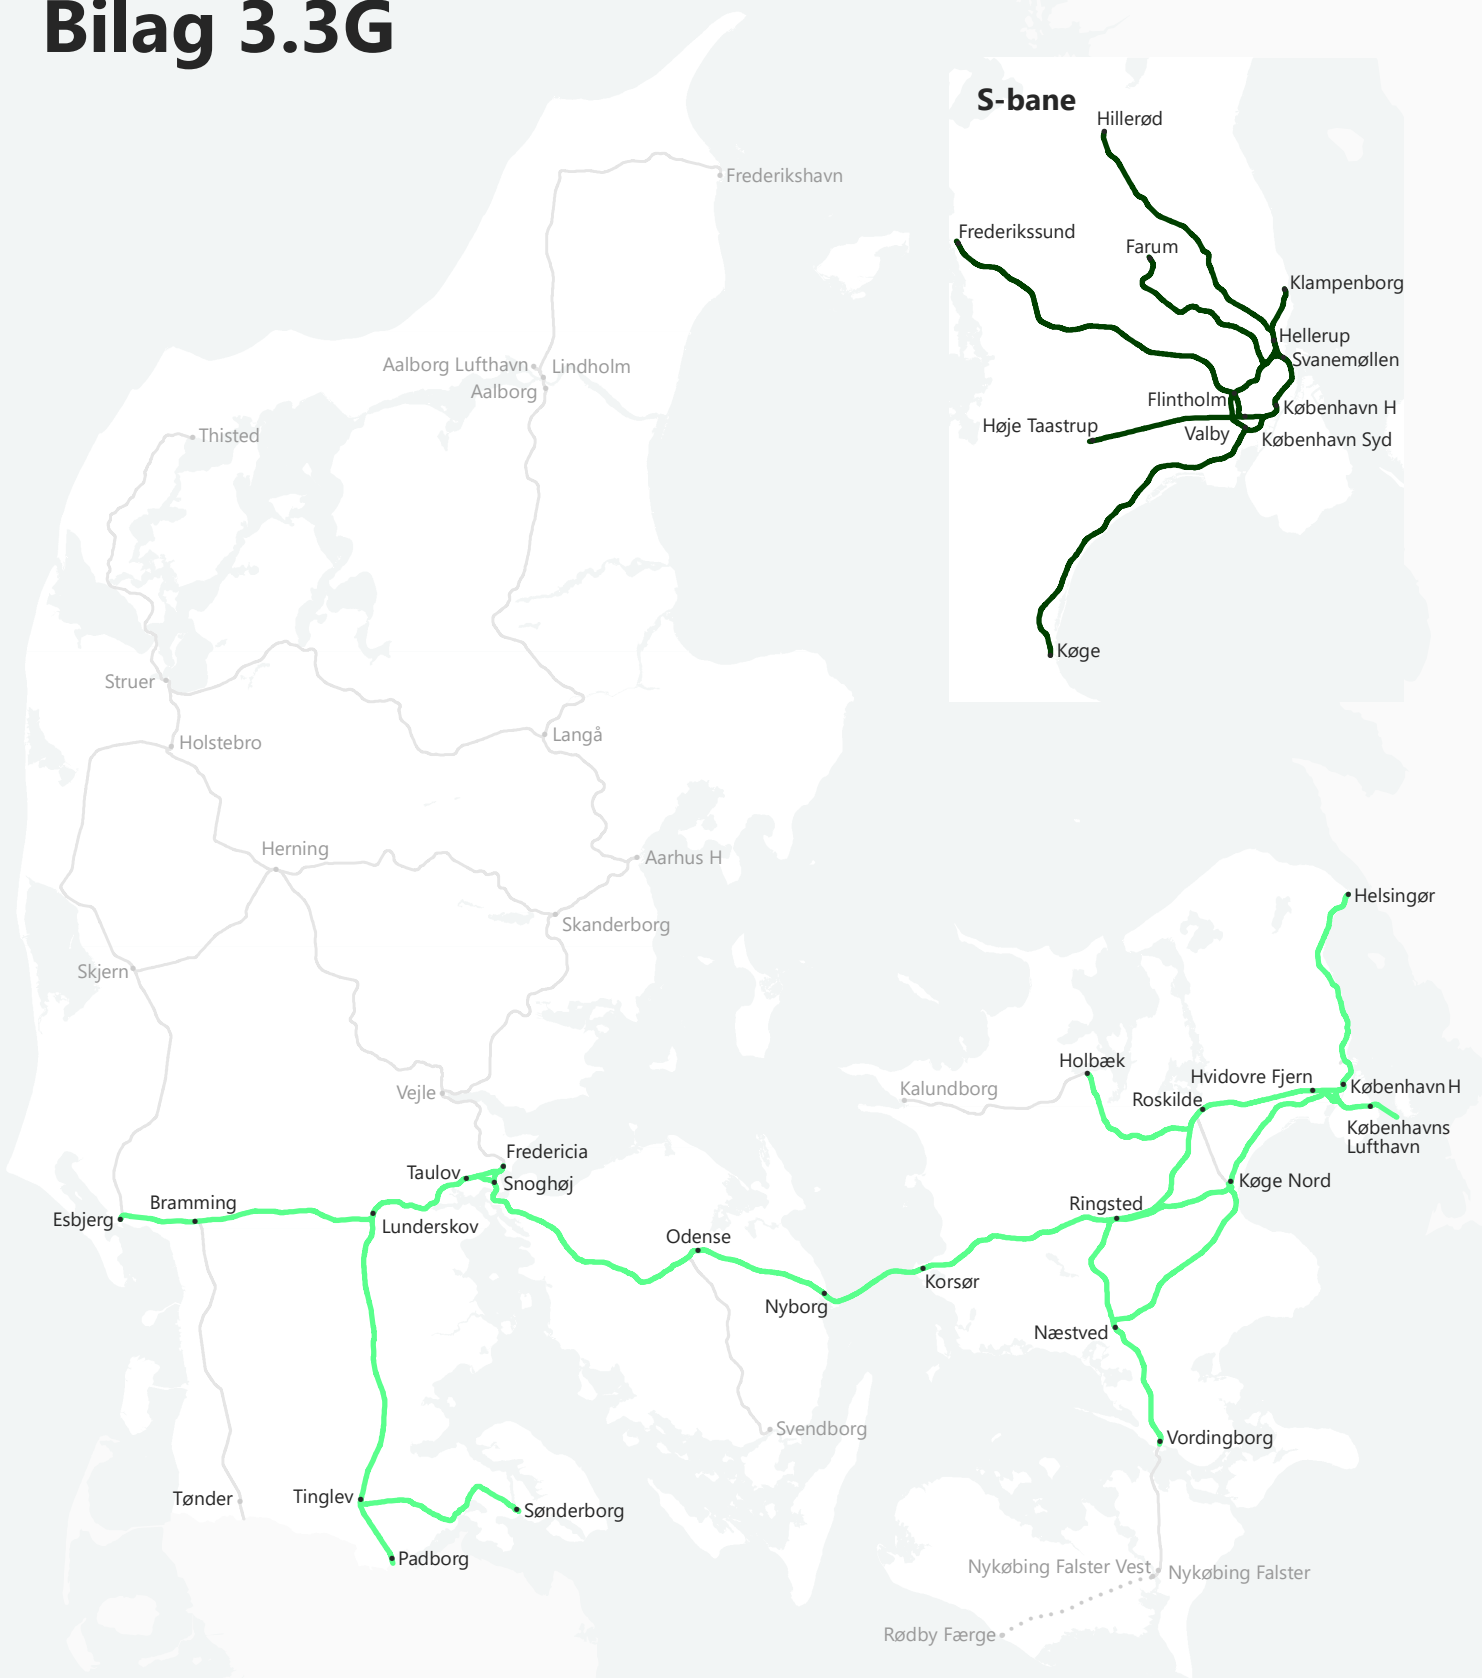 Bilag 3.3G
S-bane
Hillerød
Frederikshavn
Frederikssund
Farum
Klampenborg
Hellerup
Svanemøllen
Aalborg Lufthavn
Lindholm
Aalborg
Flintholm
København H
Høje Taastrup
Valby
København Syd
Thisted
Køge
Struer
Holstebro
Langå
Herning
Aarhus H
Skanderborg
Skjern
Helsingør
Holbæk
Hvidovre Fjern
København H
Kalundborg
Vejle
Roskilde
Københavns
Lufthavn
Fredericia
Taulov
Snoghøj
Køge Nord
Bramming
Ringsted
Esbjerg
Lunderskov
Odense
Korsør
Nyborg
Næstved
Svendborg
Vordingborg
Tønder
Tinglev
Sønderborg
Padborg
Nykøbing Falster Vest
Nykøbing Falster
Rødby Færge